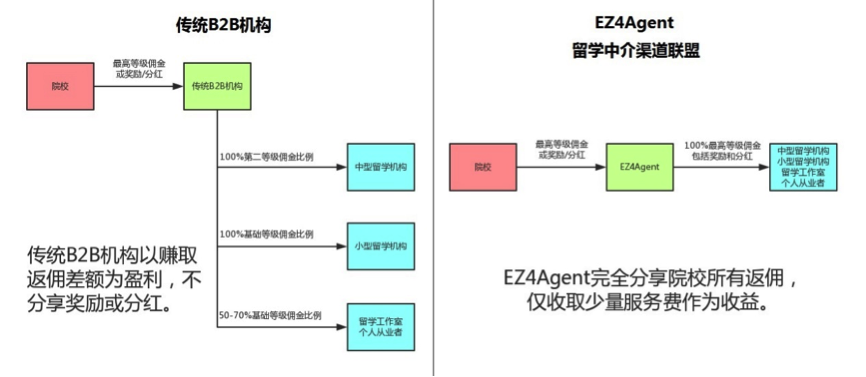 传统B2B机构
最高等级佣金
或奖励/分红
院校
传统B2B机构
100%第二等级佣金比例
中型留学机构
100%基础等级佣金比例
小型留学机构
传统B2B机构以赚取
返佣差额为盈利，不
分享奖励或分红。
50-70%基础等级佣金比例
留学工作室
个人从业者
EZ4Agent
留学中介渠道联盟
最高等级佣金
或奖励/分红
100%最高等级佣金
包括奖励和分红
院校
EZ4Agent
中型留学机构
小型留学机构
留学工作室
个人从业者
EZ4Agent完全分享院校所有返佣，
仅收取少量服务费作为收益。